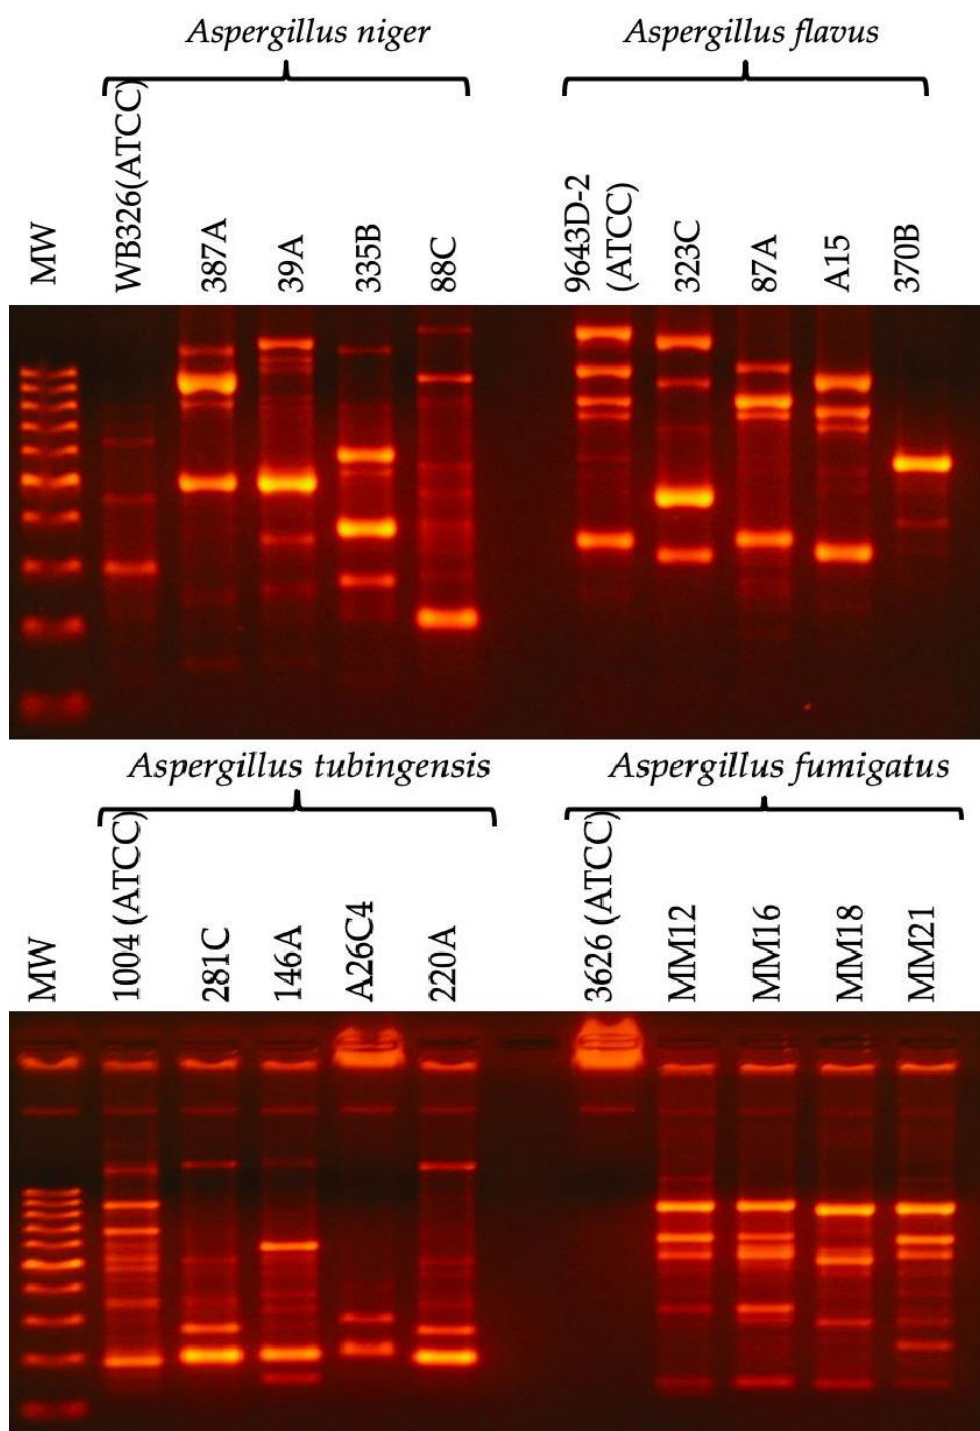 Aspergillus niger
Aspergillus flavus
MW
WB326(ATCC)
387A
39A
335B
88C
9643D-2
(ATCC)
323C
87A
A15
370B
Aspergillus tubingensis
Aspergillus fumigatus
MW
1004 (ATCC)
281C
146A
A26C4
220A
3626 (ATCC)
MM12
MM16
MM18
MM21